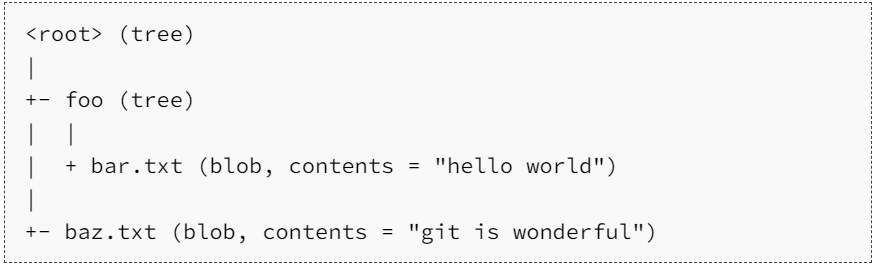 <root> (tree)
|
+- foo (tree)
|  |
|  + bar.txt (blob, contents = "hello world")
|
+- baz.txt (blob, contents = "git is wonderful")